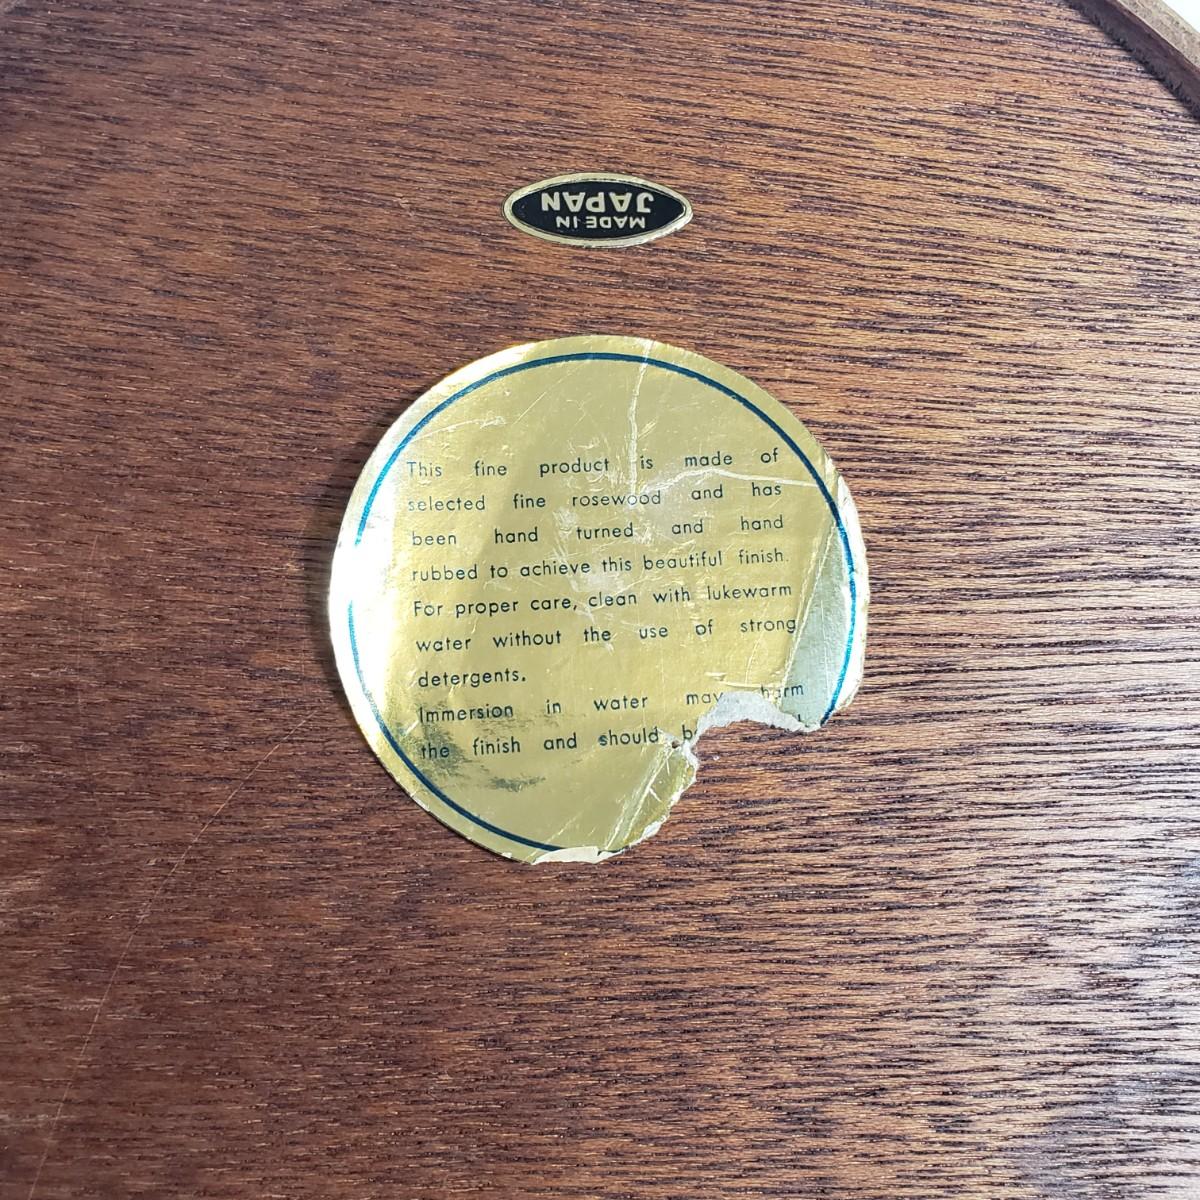 MADE IN
JAPAN
This fine product is made of
selected fine rosewood and has
been hand turned and hand
rubbed to achieve this beautiful finish.
For proper care, clean with lukewarm
water without the use of strong
detergents.
Immersion in water may harm
the finish and should